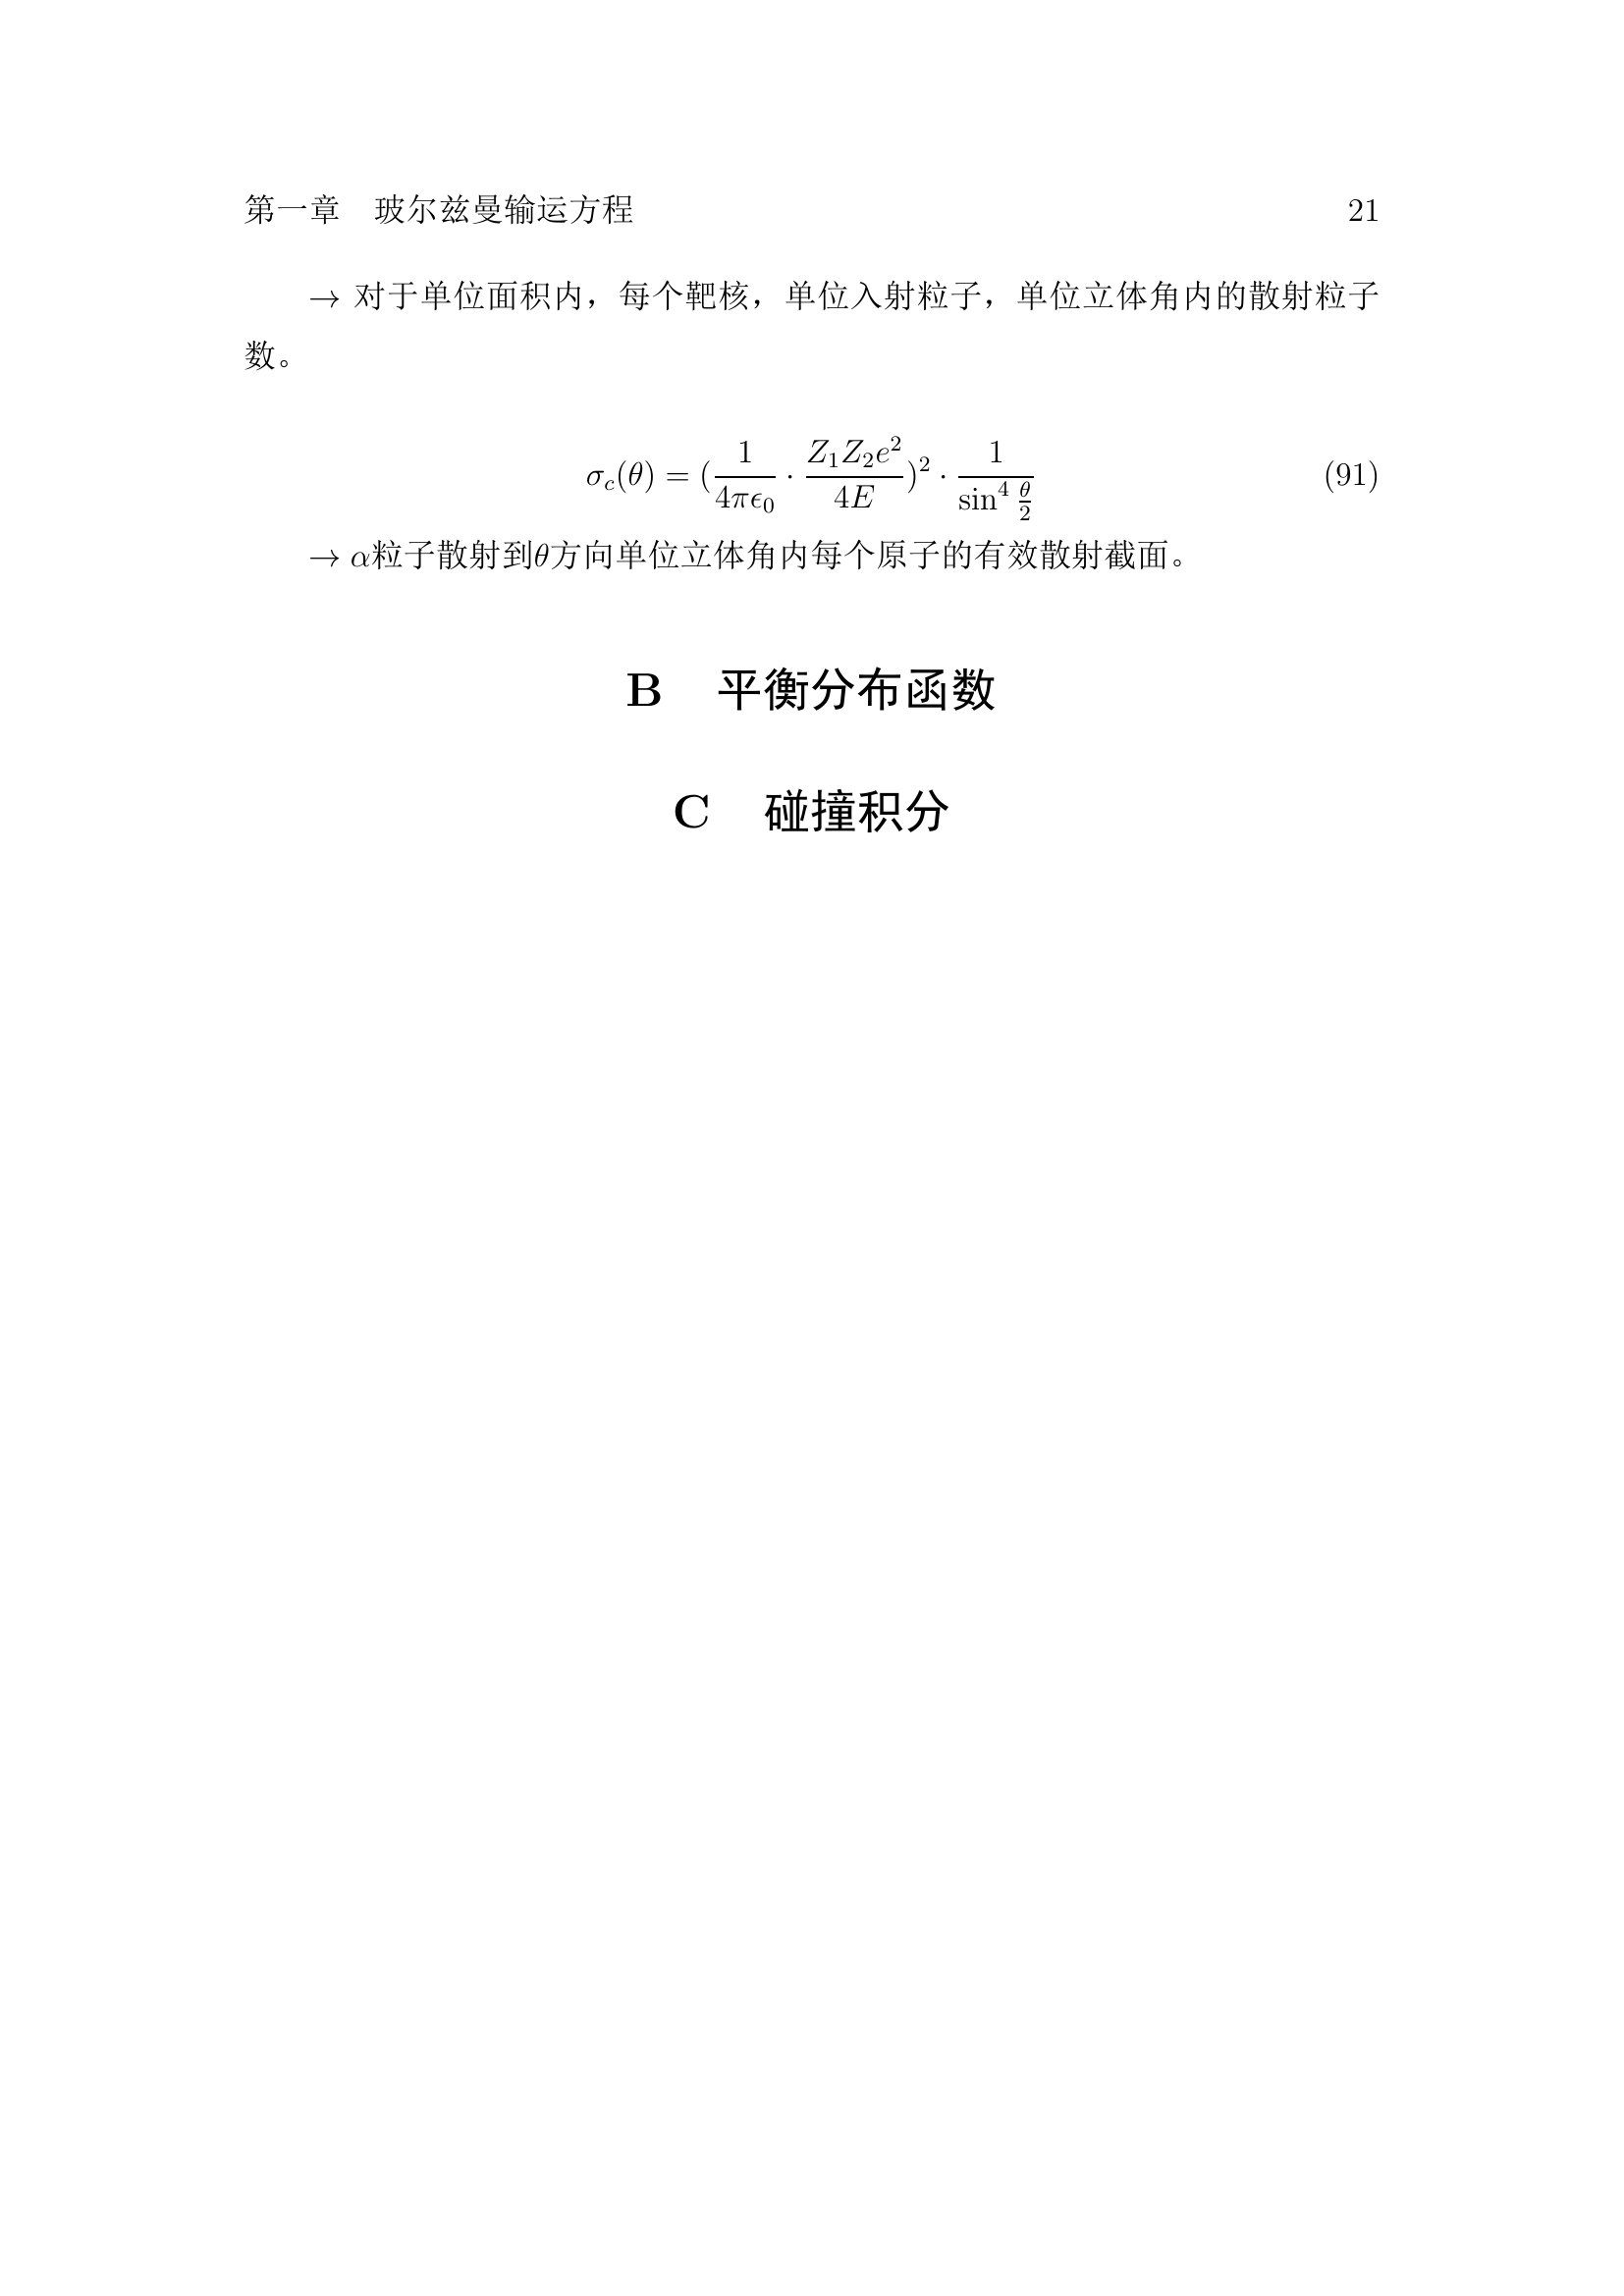 第一章　玻尔兹曼输运方程 21
→ 对于单位面积内，每个靶核，单位入射粒子，单位立体角内的散射粒子
数。
$$\sigma_c(\theta) = (\frac{1}{4\pi\epsilon_0} \cdot \frac{Z_1 Z_2 e^2}{4E})^2 \cdot \frac{1}{\sin^4 \frac{\theta}{2}}$$ (91)
→ α粒子散射到θ方向单位立体角内每个原子的有效散射截面。
B　平衡分布函数
C　碰撞积分